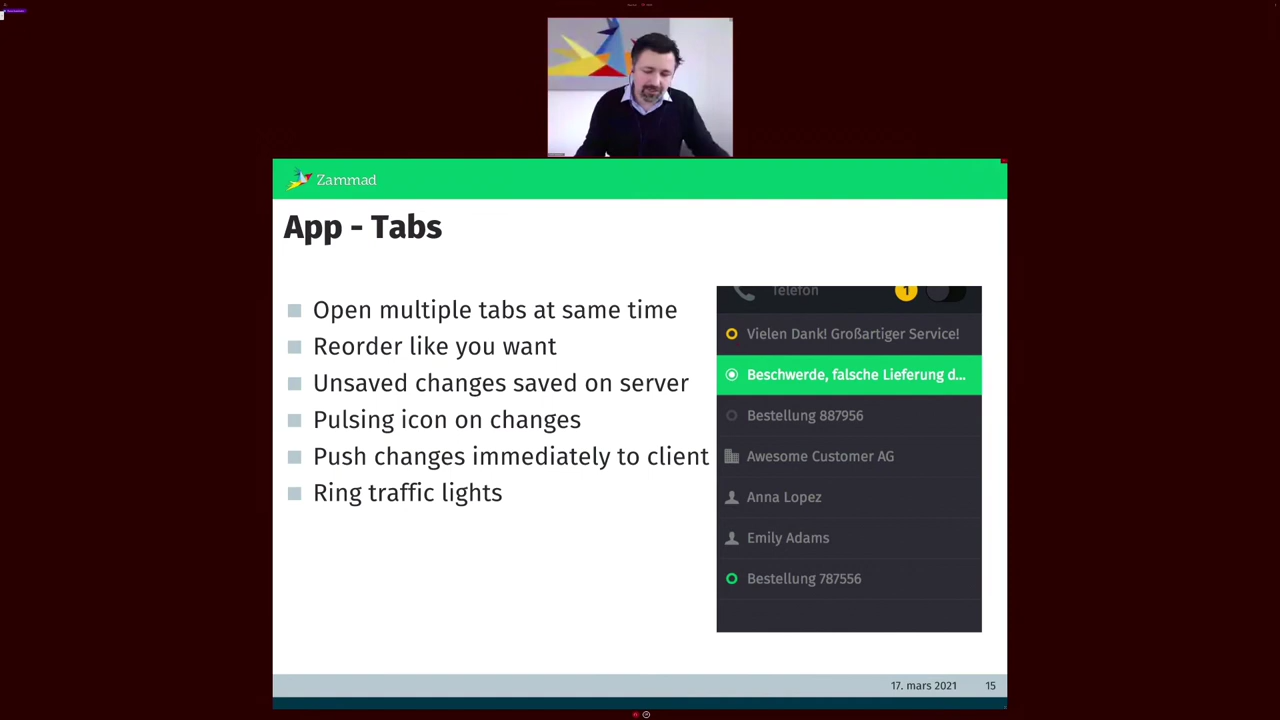 Zammad
App - Tabs
Open multiple tabs at same time
Reorder like you want
Unsaved changes saved on server
Pulsing icon on changes
Push changes immediately to client
Ring traffic lights
Telefon 1
Vielen Dank! Großartiger Service!
Beschwerde, falsche Lieferung d...
Bestellung 887956
Awesome Customer AG
Anna Lopez
Emily Adams
Bestellung 787556
17. mars 2021 15